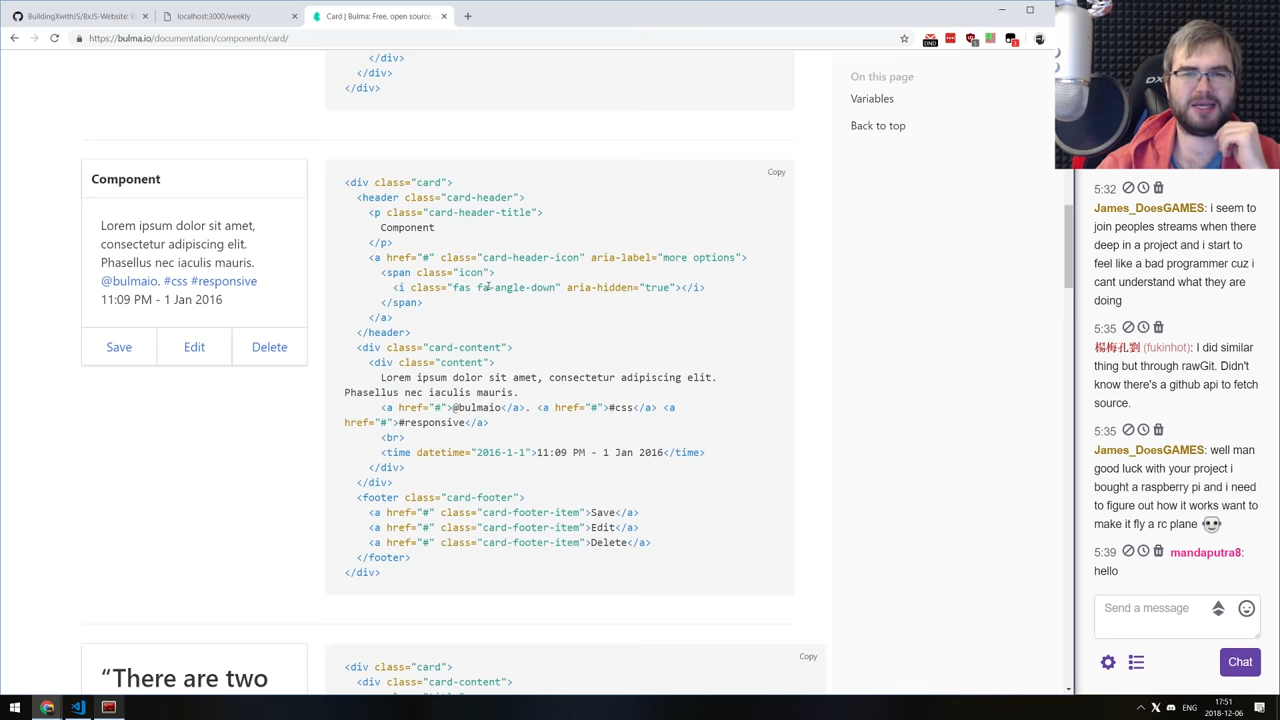 BuildingXwithJS/BxJS-Website: B
localhost:3000/weekly
Card | Bulma: Free, open source,
https://bulma.io/documentation/components/card/
</div>
</div>
</div>
On this page
Variables
Back to top
Component
Lorem ipsum dolor sit amet,
consectetur adipiscing elit.
Phasellus nec iaculis mauris.
@bulmaio. #css #responsive
11:09 PM - 1 Jan 2016
Save Edit Delete
Copy
<div class="card">
<header class="card-header">
<p class="card-header-title">
Component
</p>
<a href="#" class="card-header-icon" aria-label="more options">
<span class="icon">
<i class="fas fa-angle-down" aria-hidden="true"></i>
</span>
</a>
</header>
<div class="card-content">
<div class="content">
Lorem ipsum dolor sit amet, consectetur adipiscing elit.
Phasellus nec iaculis mauris.
<a href="#">@bulmaio</a>. <a href="#">#css</a> <a
href="#">#responsive</a>
<br>
<time datetime="2016-1-1">11:09 PM - 1 Jan 2016</time>
</div>
</div>
<footer class="card-footer">
<a href="#" class="card-footer-item">Save</a>
<a href="#" class="card-footer-item">Edit</a>
<a href="#" class="card-footer-item">Delete</a>
</footer>
</div>
“There are two
Copy
<div class="card">
<div class="card-content">
5:32
James_DoesGAMES: i seem to
join peoples streams when there
deep in a project and i start to
feel like a bad programmer cuz i
cant understand what they are
doing
5:35
楊梅孔劉 (fukinhot): I did similar
thing but through rawGit. Didn't
know there's a github api to fetch
source.
5:35
James_DoesGAMES: well man
good luck with your project i
bought a raspberry pi and i need
to figure out how it works want to
make it fly a rc plane
5:39 mandaputra8:
hello
Send a message
Chat
ENG
17:51
2018-12-06